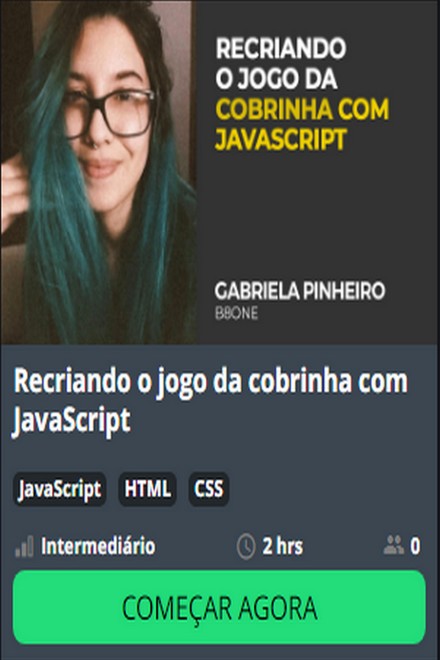 RECRIANDO
O JOGO DA
COBRINHA COM
JAVASCRIPT
GABRIELA PINHEIRO
B8ONE
Recriando o jogo da cobrinha com
JavaScript
JavaScript HTML CSS
Intermediário 2 hrs 0
COMEÇAR AGORA